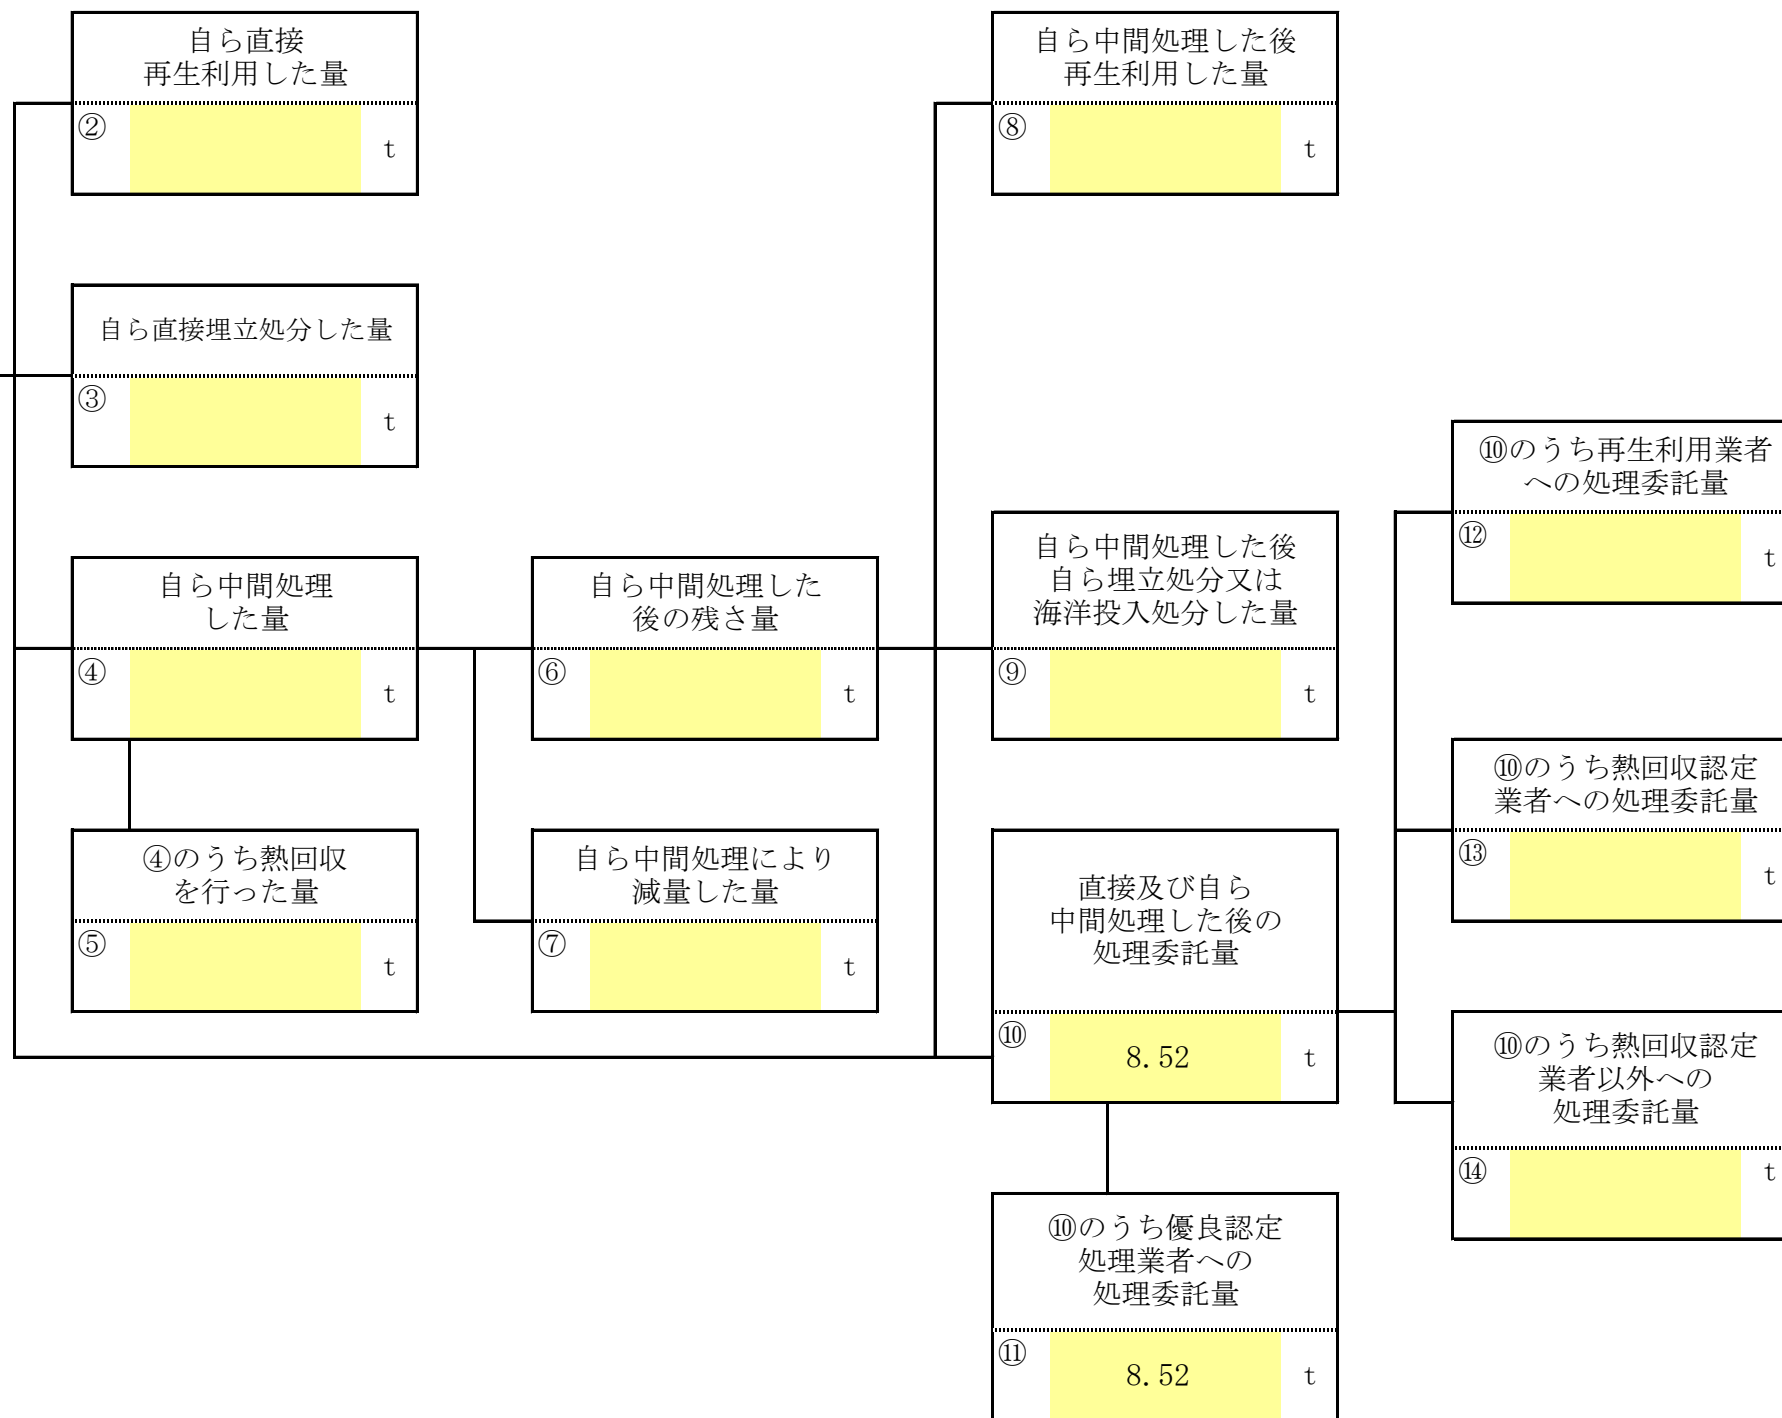 自ら直接
再生利用した量
②
t
自ら直接埋立処分した量
③
t
自ら中間処理
した量
④
t
④のうち熱回収
を行った量
⑤
t
自ら中間処理した
後の残さ量
⑥
t
自ら中間処理により
減量した量
⑦
t
自ら中間処理した後
再生利用した量
⑧
t
自ら中間処理した後
自ら埋立処分又は
海洋投入処分した量
⑨
t
直接及び自ら
中間処理した後の
処理委託量
⑩ 8.52 t
⑩のうち優良認定
処理業者への
処理委託量
⑪ 8.52 t
⑩のうち再生利用業者
への処理委託量
⑫
t
⑩のうち熱回収認定
業者への処理委託量
⑬
t
⑩のうち熱回収認定
業者以外への
処理委託量
⑭
t